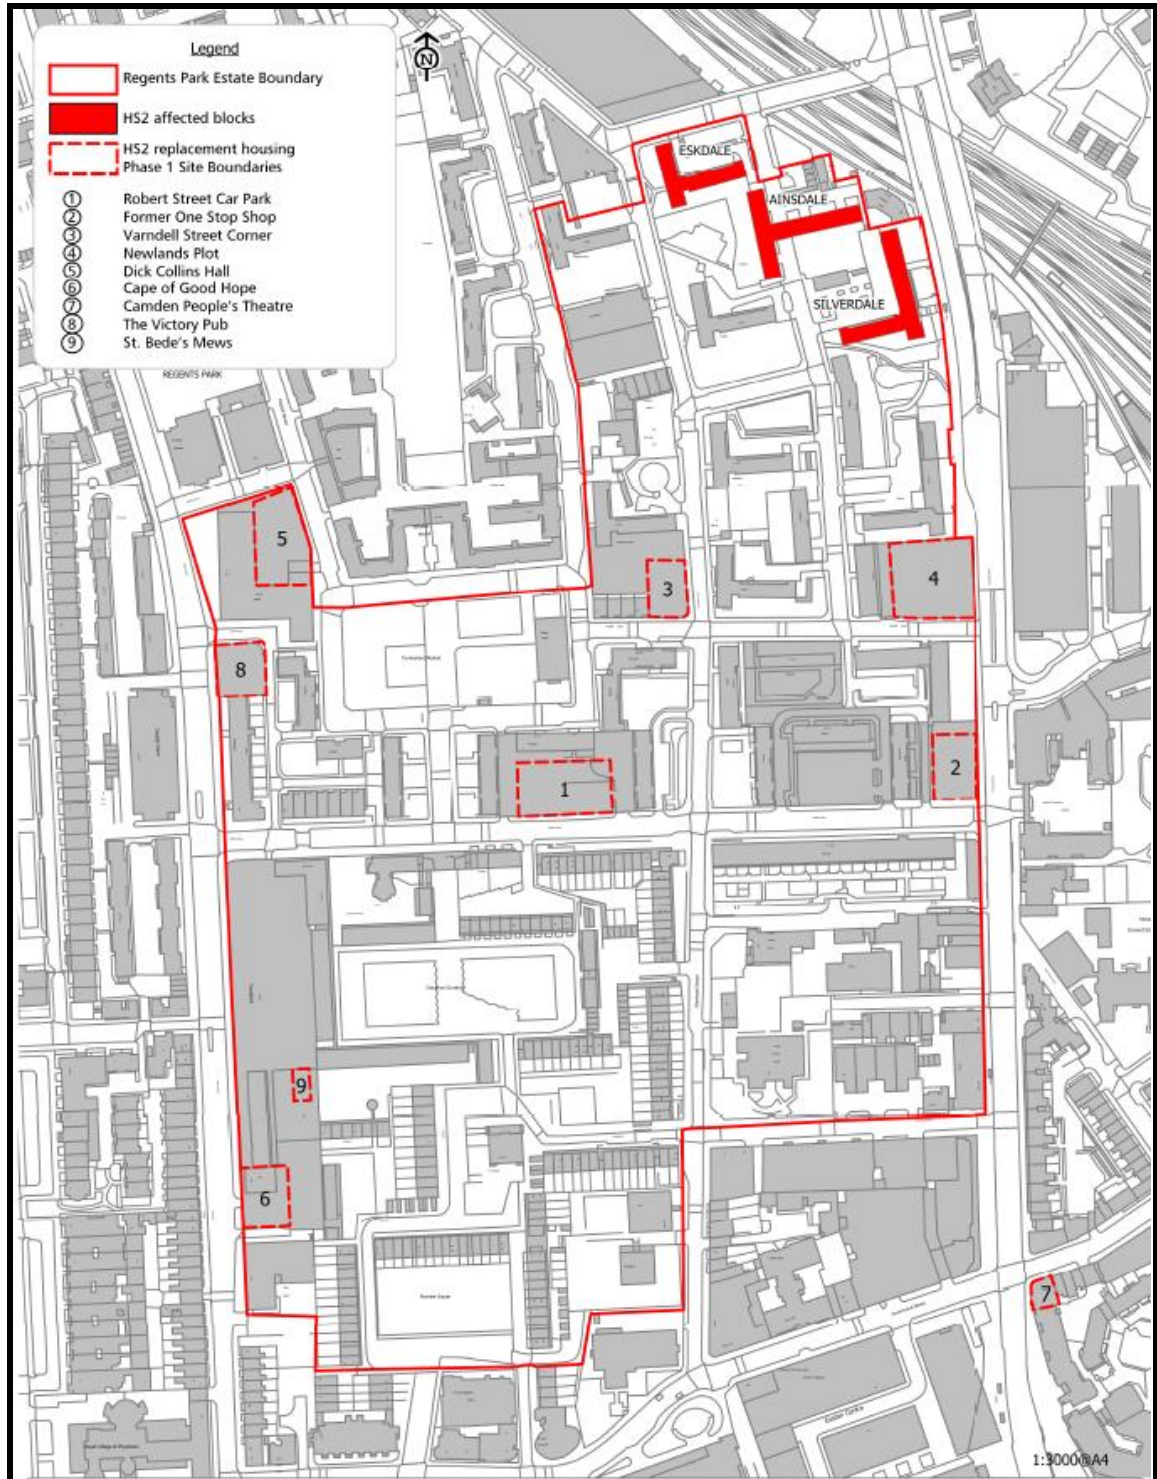 Legend
Regents Park Estate Boundary
HS2 affected blocks
HS2 replacement housing
Phase 1 Site Boundaries
1 Robert Street Car Park
2 Former One Stop Shop
3 Varndell Street Corner
4 Newlands Plot
5 Dick Collins Hall
6 Cape of Good Hope
7 Camden People's Theatre
8 The Victory Pub
9 St. Bede's Mews
N
ESKDALE
AINSDALE
SILVERDALE
REGENTS PARK
5
3
4
8
2
1
9
6
7
1:3000@A4